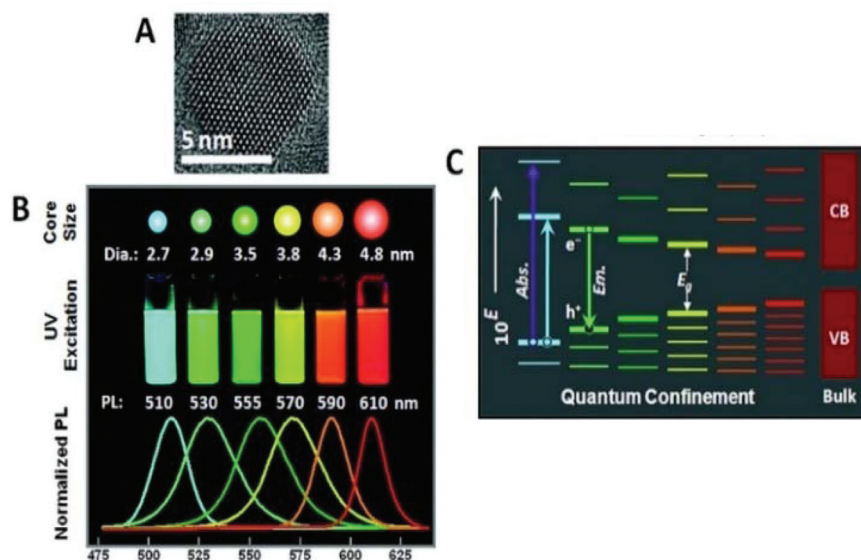 A
5 nm
B
Core
Size
Dia.: 2.7 2.9 3.5 3.8 4.3 4.8 nm
UV
Excitation
PL: 510 530 555 570 590 610 nm
Normalized PL
475 500 525 550 575 600 625
C
10 E
Abs.
e⁻
Em.
h⁺
Eg
CB
VB
Quantum Confinement
Bulk